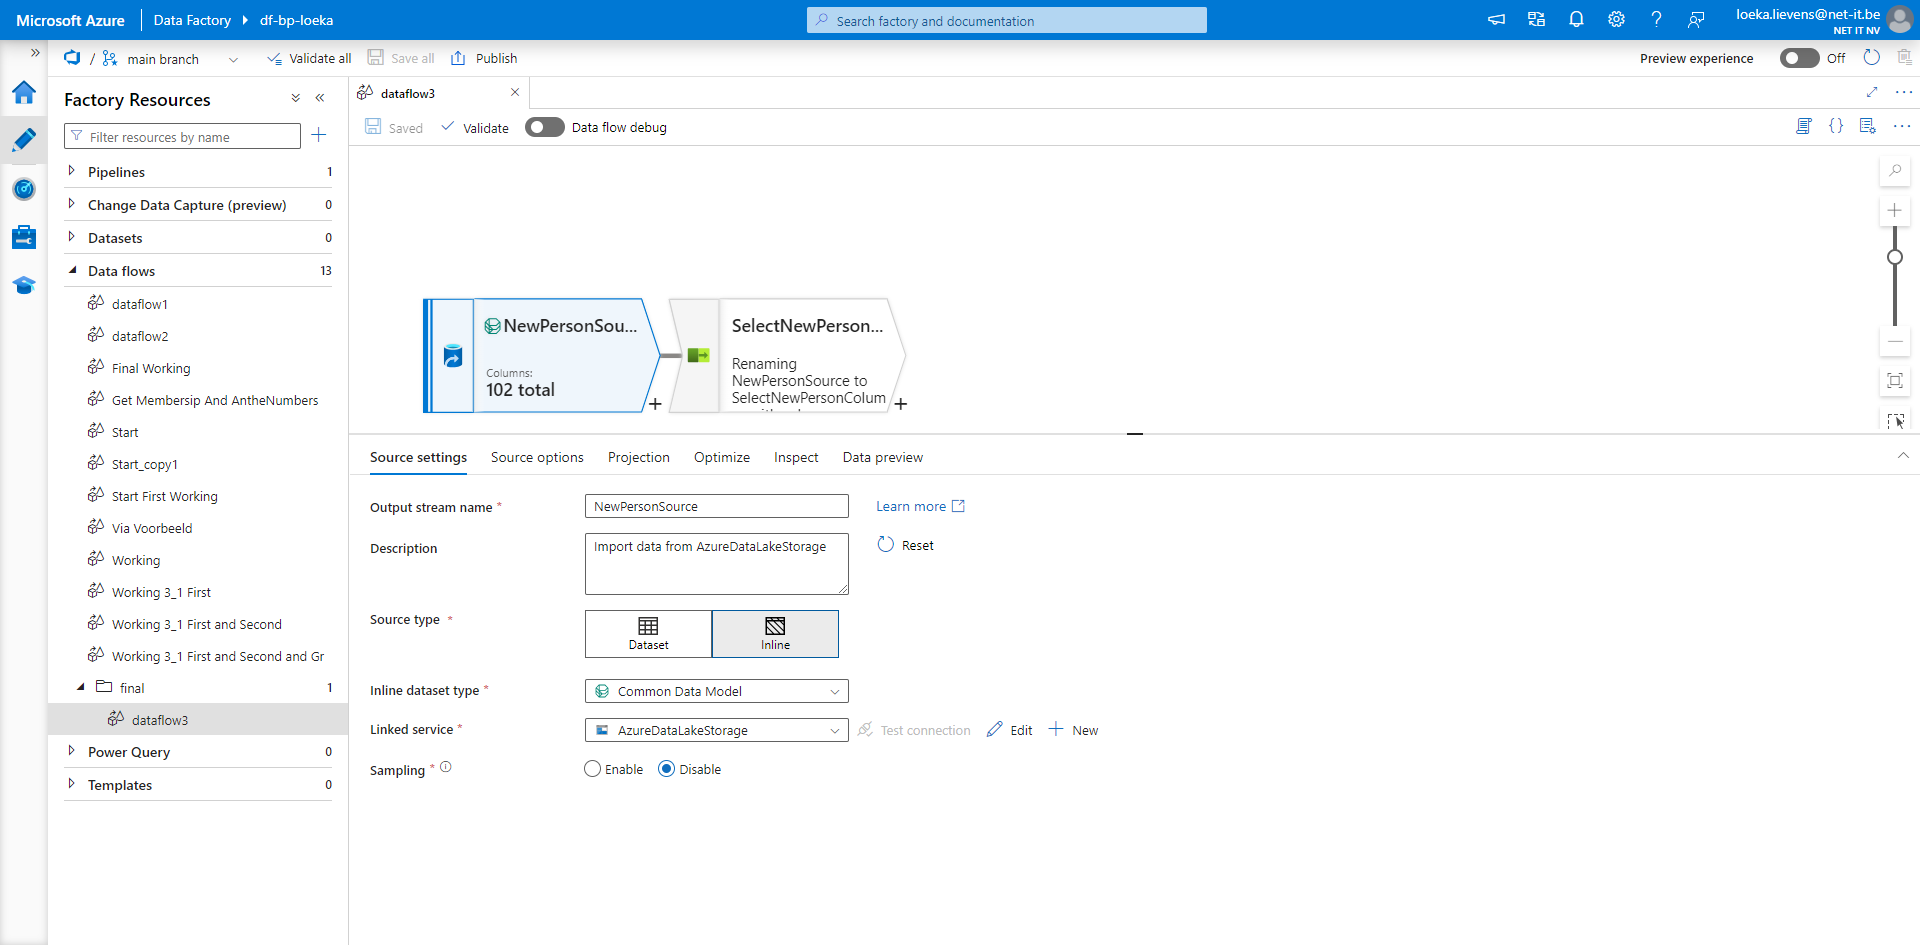 Microsoft Azure
Data Factory
df-bp-loeka
Search factory and documentation
loeka.lievens@net-it.be
NET IT NV
/
main branch
Validate all
Save all
Publish
Preview experience
Off
Factory Resources
Filter resources by name
Pipelines 1
Change Data Capture (preview) 0
Datasets 0
Data flows 13
dataflow1
dataflow2
Final Working
Get Membersip And AntheNumbers
Start
Start_copy1
Start First Working
Via Voorbeeld
Working
Working 3_1 First
Working 3_1 First and Second
Working 3_1 First and Second and Gr
final 1
dataflow3
Power Query 0
Templates 0
dataflow3
Saved
Validate
Data flow debug
NewPersonSou...
Columns:
102 total
SelectNewPerson...
Renaming
NewPersonSource to
SelectNewPersonColum
Source settings
Source options
Projection
Optimize
Inspect
Data preview
Output stream name *
NewPersonSource
Learn more
Description
Import data from AzureDataLakeStorage
Reset
Source type *
Dataset
Inline
Inline dataset type *
Common Data Model
Linked service *
AzureDataLakeStorage
Test connection
Edit
New
Sampling *
Enable
Disable